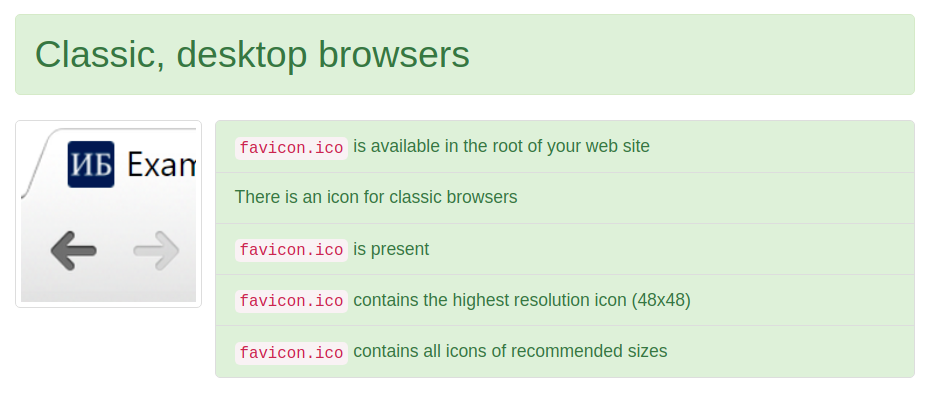 Classic, desktop browsers
ИБ Exam
favicon.ico is available in the root of your web site
There is an icon for classic browsers
favicon.ico is present
favicon.ico contains the highest resolution icon (48x48)
favicon.ico contains all icons of recommended sizes